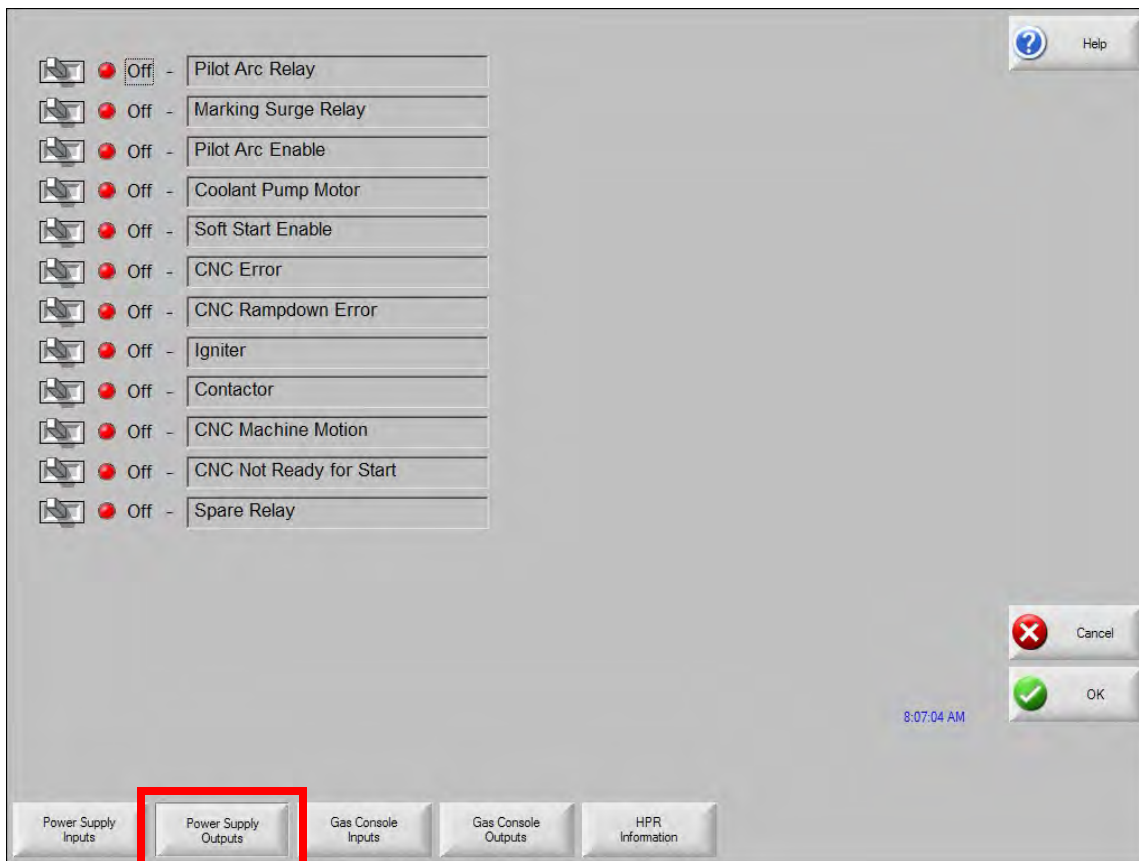 Help
Off - Pilot Arc Relay
Off - Marking Surge Relay
Off - Pilot Arc Enable
Off - Coolant Pump Motor
Off - Soft Start Enable
Off - CNC Error
Off - CNC Rampdown Error
Off - Igniter
Off - Contactor
Off - CNC Machine Motion
Off - CNC Not Ready for Start
Off - Spare Relay
Cancel
OK
8:07:04 AM
Power Supply
Inputs
Power Supply
Outputs
Gas Console
Inputs
Gas Console
Outputs
HPR
Information